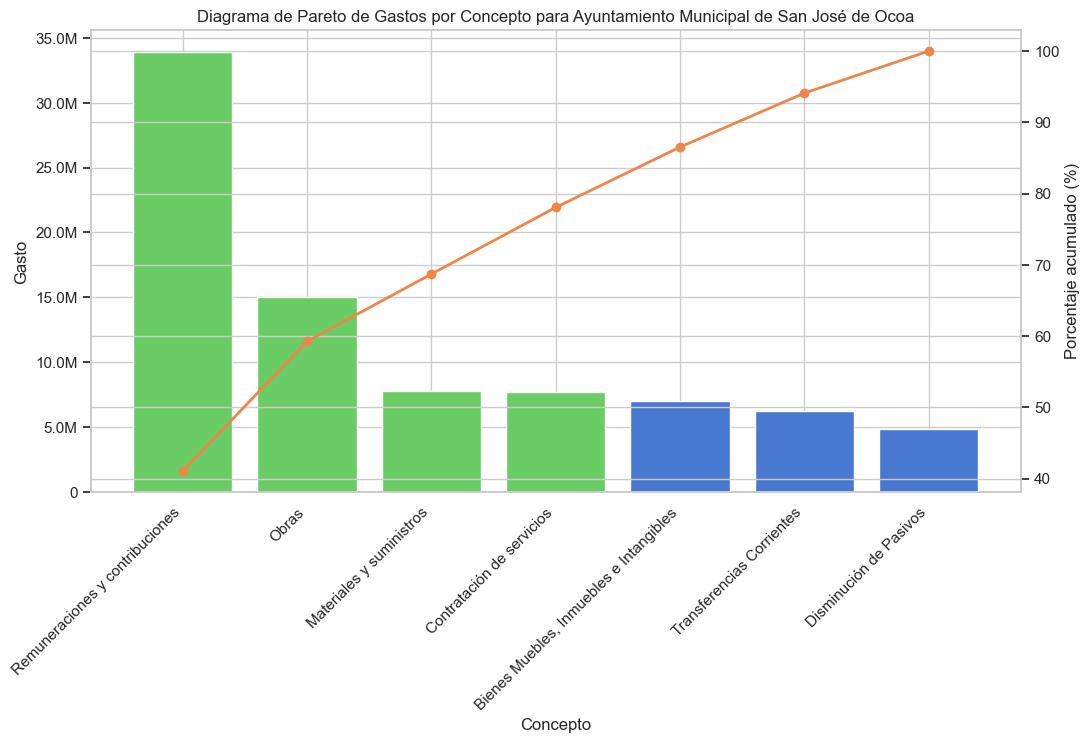 Diagrama de Pareto de Gastos por Concepto para Ayuntamiento Municipal de San José de Ocoa
35.0M
30.0M
25.0M
20.0M
15.0M
10.0M
5.0M
0
Gasto
100
90
80
70
60
50
40
Porcentaje acumulado (%)
Remuneraciones y contribuciones
Obras
Materiales y suministros
Contratación de servicios
Bienes Muebles, Inmuebles e Intangibles
Transferencias Corrientes
Disminución de Pasivos
Concepto